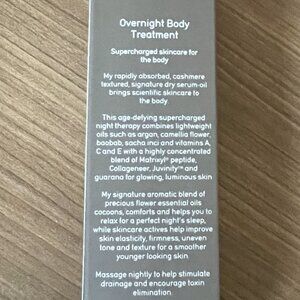 Overnight Body
Treatment
Supercharged skincare for
the body
My rapidly absorbed, cashmere
textured, signature dry serum-oil
brings scientific skincare to
the body.
This age-defying supercharged
night therapy combines lightweight
oils such as argan, camellia flower,
baobab, sacha inci and vitamins A,
C and E with a highly concentrated
blend of Matrixyl® peptide,
Collageneer, Juvinity™ and
guarana for glowing, luminous skin.
My signature aromatic blend of
precious flower essential oils
cocoons, comforts and helps you to
relax for a perfect night's sleep,
while skincare actives help improve
skin elasticity, firmness, uneven
tone and texture for a smoother
younger looking skin.
Massage nightly to help stimulate
drainage and encourage toxin
elimination.